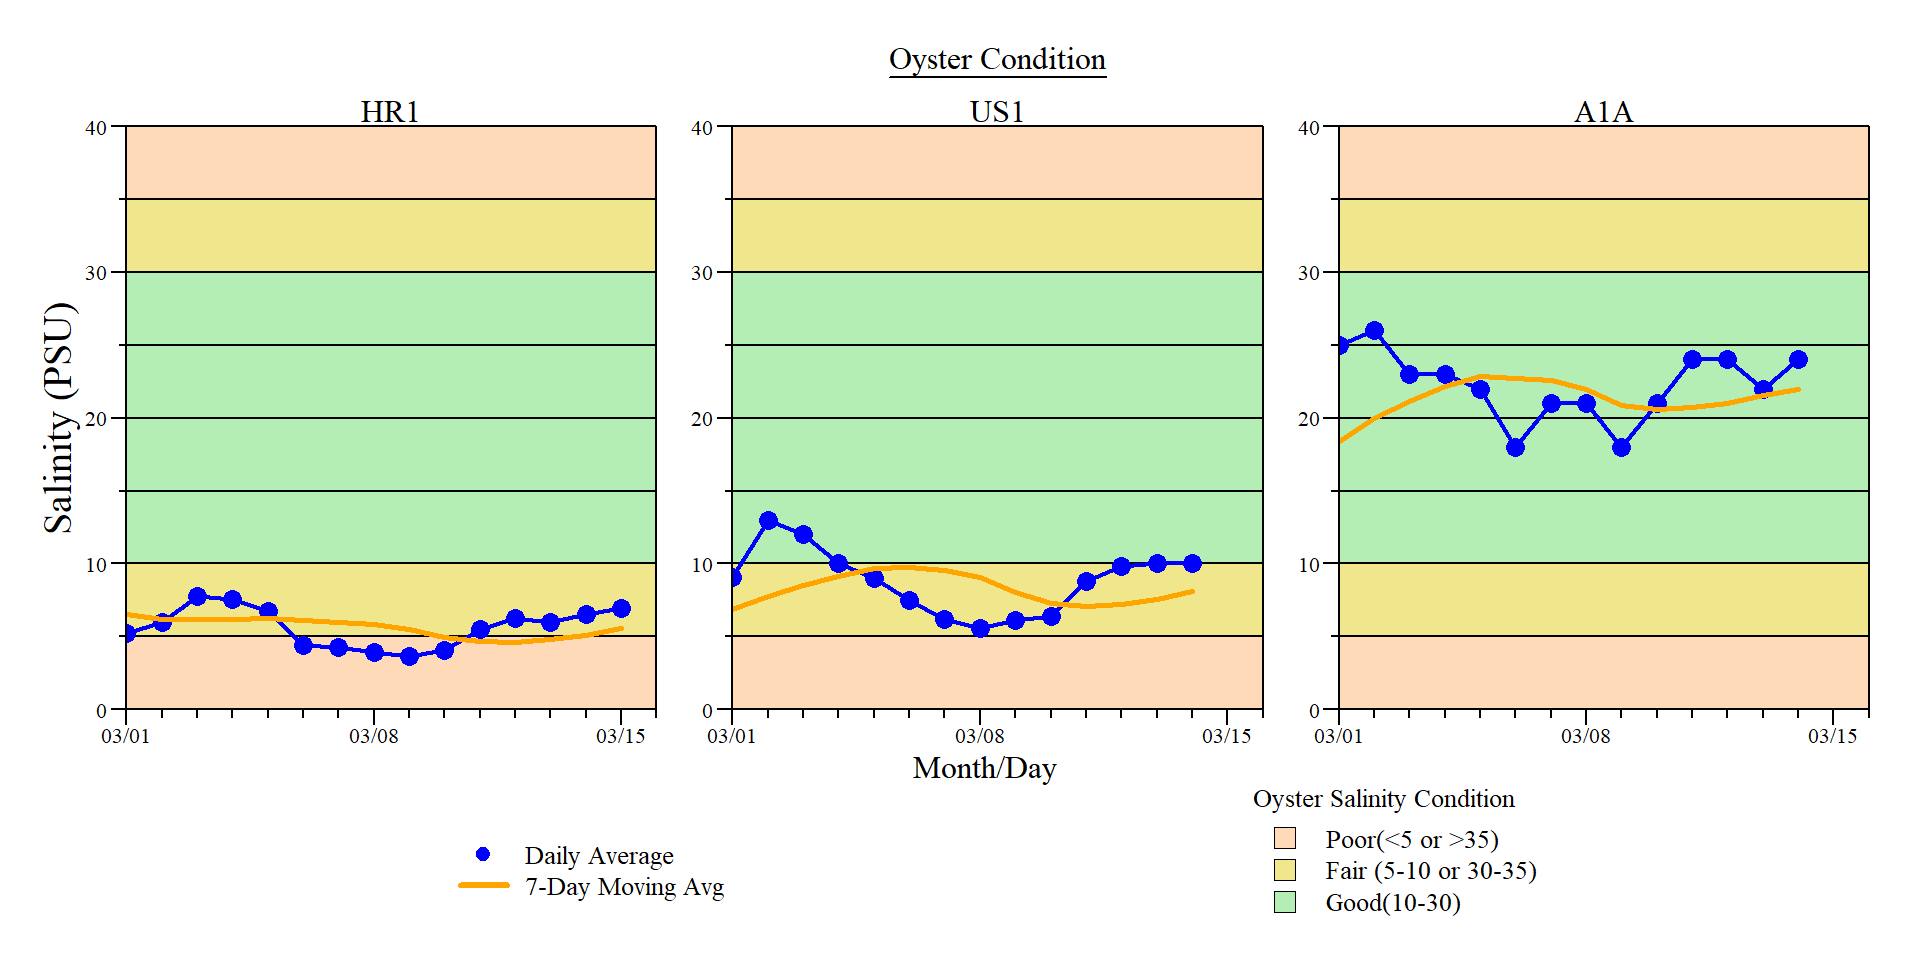 Oyster Condition
HR1
US1
A1A
Salinity (PSU)
40
30
20
10
0
03/01
03/08
03/15
40
30
20
10
0
03/01
03/08
03/15
40
30
20
10
0
03/01
03/08
03/15
Month/Day
Daily Average
7-Day Moving Avg
Oyster Salinity Condition
Poor(<5 or >35)
Fair (5-10 or 30-35)
Good(10-30)